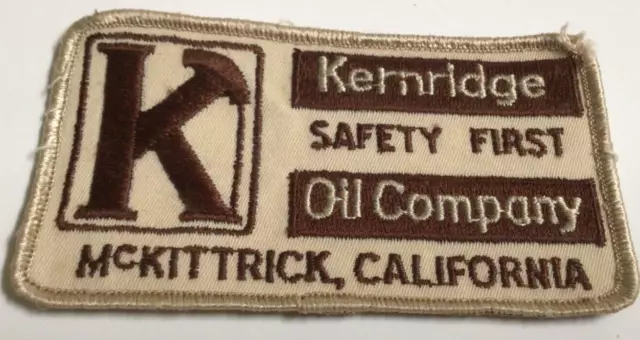 K
Kernridge
SAFETY FIRST
Oil Company
McKITTRICK, CALIFORNIA